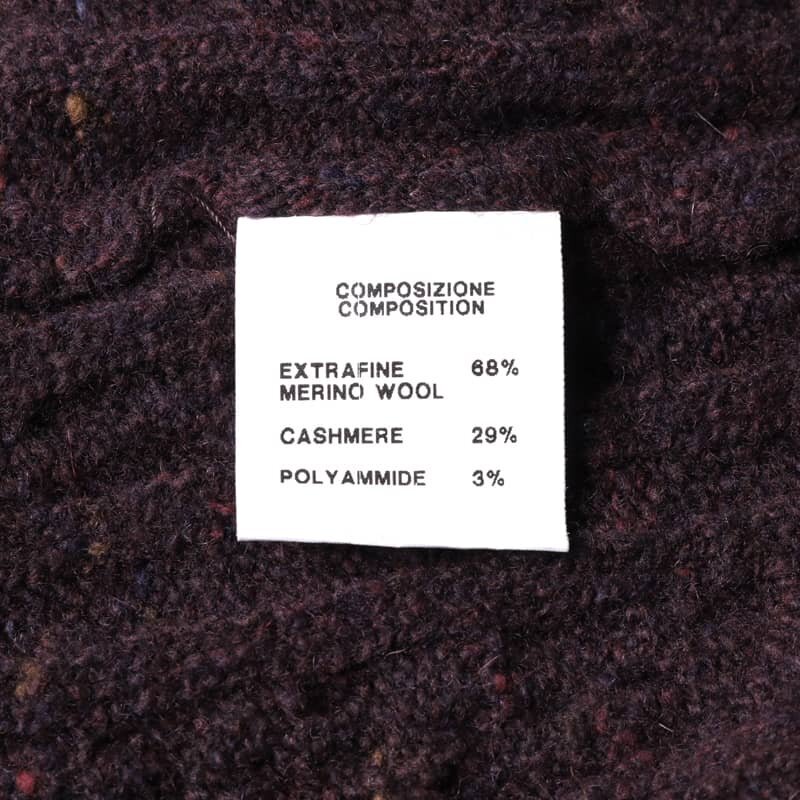 COMPOSIZIONE
COMPOSITION
EXTRAFINE 68%
MERINO WOOL
CASHMERE 29%
POLYAMMIDE 3%